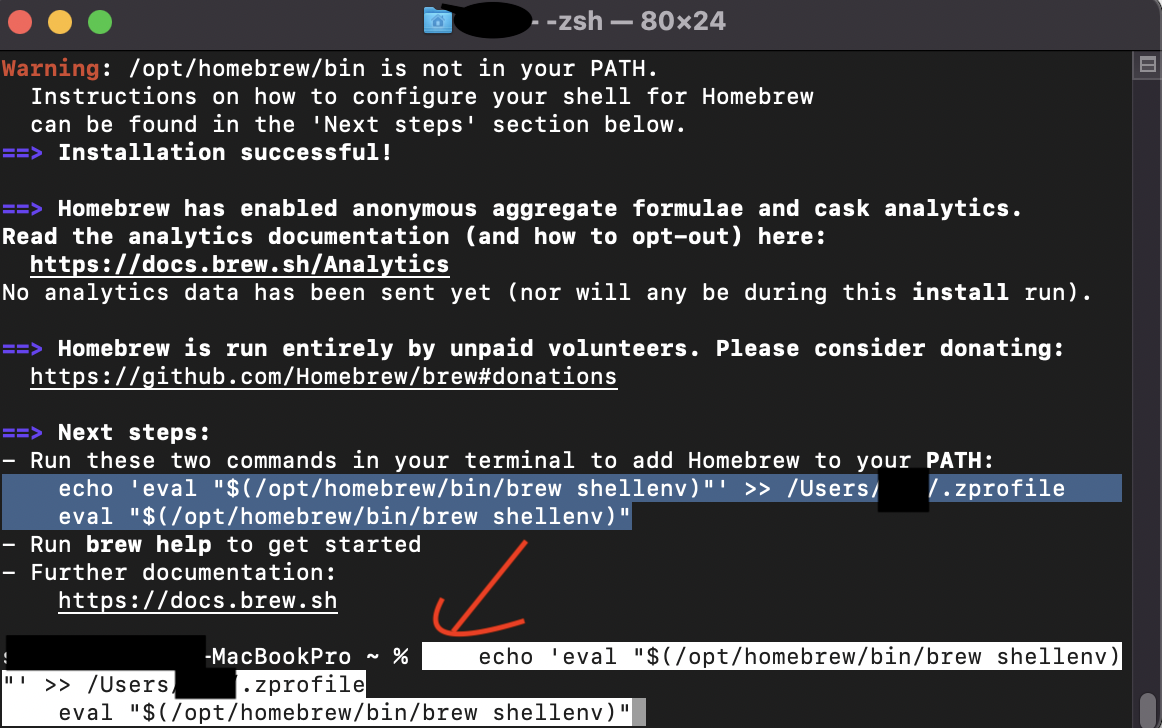 - -zsh — 80×24
Warning: /opt/homebrew/bin is not in your PATH.
Instructions on how to configure your shell for Homebrew
can be found in the 'Next steps' section below.
==> Installation successful!
==> Homebrew has enabled anonymous aggregate formulae and cask analytics.
Read the analytics documentation (and how to opt-out) here:
https://docs.brew.sh/Analytics
No analytics data has been sent yet (nor will any be during this install run).
==> Homebrew is run entirely by unpaid volunteers. Please consider donating:
https://github.com/Homebrew/brew#donations
==> Next steps:
- Run these two commands in your terminal to add Homebrew to your PATH:
echo 'eval "$(/opt/homebrew/bin/brew shellenv)"' >> /Users/ /.zprofile
eval "$(/opt/homebrew/bin/brew shellenv)"
- Run brew help to get started
- Further documentation:
https://docs.brew.sh
-MacBookPro ~ % echo 'eval "$(/opt/homebrew/bin/brew shellenv)
"' >> /Users/ .zprofile
eval "$(/opt/homebrew/bin/brew shellenv)"